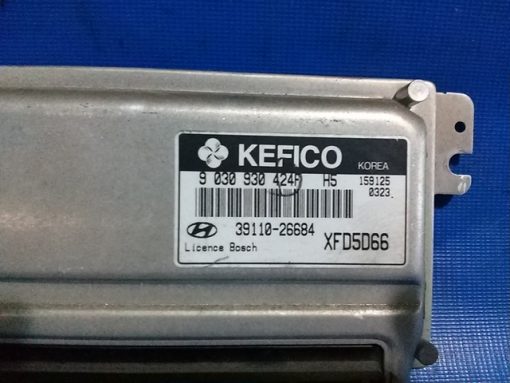 KEFICO KOREA
9 030 930 424F H5 159125
0323.
39110-26684
Licence Bosch XFD5D66